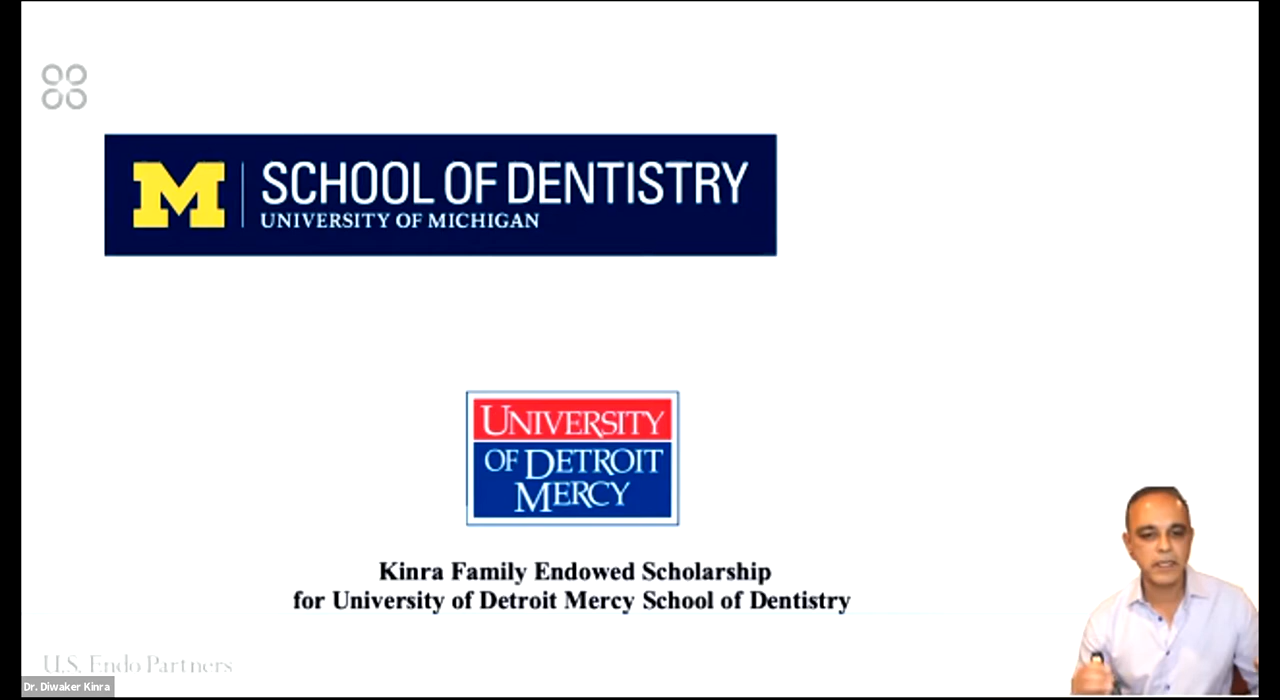 M
SCHOOL OF DENTISTRY
UNIVERSITY OF MICHIGAN
UNIVERSITY
OF DETROIT
MERCY
Kinra Family Endowed Scholarship
for University of Detroit Mercy School of Dentistry
U.S. Endo Partners
Dr. Diwaker Kinra